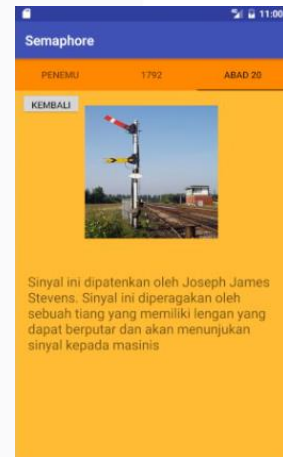 11:00
Semaphore
PENEMU 1792 ABAD 20
KEMBALI
Sinyal ini dipatenkan oleh Joseph James
Stevens. Sinyal ini diperagakan oleh
sebuah tiang yang memiliki lengan yang
dapat berputar dan akan menunjukan
sinyal kepada masinis